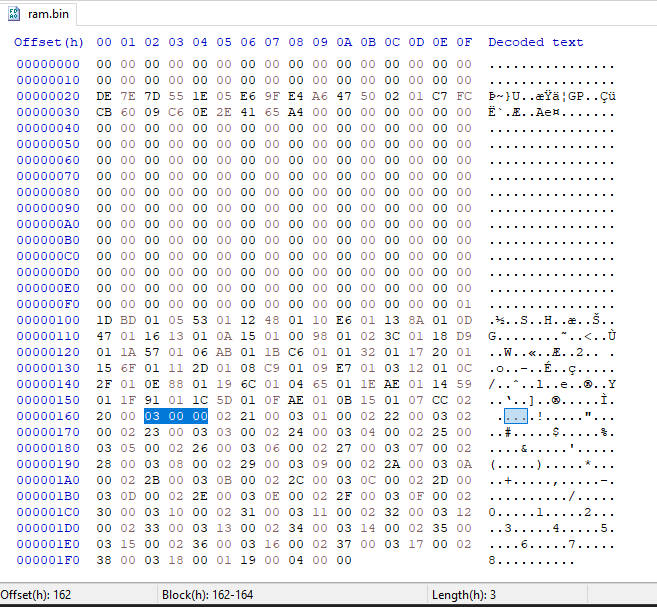 ram.bin
Offset(h) 00 01 02 03 04 05 06 07 08 09 0A 0B 0C 0D 0E 0F Decoded text
00000000 00 00 00 00 00 00 00 00 00 00 00 00 00 00 00 00 ................
00000010 00 00 00 00 00 00 00 00 00 00 00 00 00 00 00 00 ................
00000020 DE 7E 7D 55 1E 05 E6 9F E4 A6 47 50 02 01 C7 FC Þ~}U..æŸä¦GP..Çü
00000030 CB 60 09 C6 0E 2E 41 65 A4 00 00 00 00 00 00 00 Ë`.Æ..Ae¤.......
00000040 00 00 00 00 00 00 00 00 00 00 00 00 00 00 00 00 ................
00000050 00 00 00 00 00 00 00 00 00 00 00 00 00 00 00 00 ................
00000060 00 00 00 00 00 00 00 00 00 00 00 00 00 00 00 00 ................
00000070 00 00 00 00 00 00 00 00 00 00 00 00 00 00 00 00 ................
00000080 00 00 00 00 00 00 00 00 00 00 00 00 00 00 00 00 ................
00000090 00 00 00 00 00 00 00 00 00 00 00 00 00 00 00 00 ................
000000A0 00 00 00 00 00 00 00 00 00 00 00 00 00 00 00 00 ................
000000B0 00 00 00 00 00 00 00 00 00 00 00 00 00 00 00 00 ................
000000C0 00 00 00 00 00 00 00 00 00 00 00 00 00 00 00 00 ................
000000D0 00 00 00 00 00 00 00 00 00 00 00 00 00 00 00 00 ................
000000E0 00 00 00 00 00 00 00 00 00 00 00 00 00 00 00 00 ................
000000F0 00 00 00 00 00 00 00 00 00 00 00 00 00 00 00 01 ................
00000100 1D BD 01 05 53 01 12 48 01 10 E6 01 13 8A 01 0D .½..S..H..æ..Š..
00000110 47 01 16 13 01 0A 15 01 00 98 01 02 3C 01 18 D9 G........˜..<..Ù
00000120 01 1A 57 01 06 AB 01 1B C6 01 01 32 01 17 20 01 ..W..«..Æ..2.. .
00000130 15 6F 01 11 2D 01 08 C9 01 09 E7 01 03 12 01 0C .o..-..É..ç.....
00000140 2F 01 0E 88 01 19 6C 01 04 65 01 1E AE 01 14 59 /..ˆ..l..e..®..Y
00000150 01 1F 91 01 1C 5D 01 0F AE 01 0B 15 01 07 CC 02 ..‘..]..®.....Ì.
00000160 20 00 03 00 00 02 21 00 03 01 00 02 22 00 03 02  .....!....."...
00000170 00 02 23 00 03 03 00 02 24 00 03 04 00 02 25 00 ..#.....$.....%.
00000180 03 05 00 02 26 00 03 06 00 02 27 00 03 07 00 02 ....&.....'.....
00000190 28 00 03 08 00 02 29 00 03 09 00 02 2A 00 03 0A (.....).....*...
000001A0 00 02 2B 00 03 0B 00 02 2C 00 03 0C 00 02 2D 00 ..+.....,.....-.
000001B0 03 0D 00 02 2E 00 03 0E 00 02 2F 00 03 0F 00 02 ........../.....
000001C0 30 00 03 10 00 02 31 00 03 11 00 02 32 00 03 12 0.....1.....2...
000001D0 00 02 33 00 03 13 00 02 34 00 03 14 00 02 35 00 ..3.....4.....5.
000001E0 03 15 00 02 36 00 03 16 00 02 37 00 03 17 00 02 ....6.....7.....
000001F0 38 00 03 18 00 01 19 00 04 00 00 8..........
Offset(h): 162 Block(h): 162-164 Length(h): 3